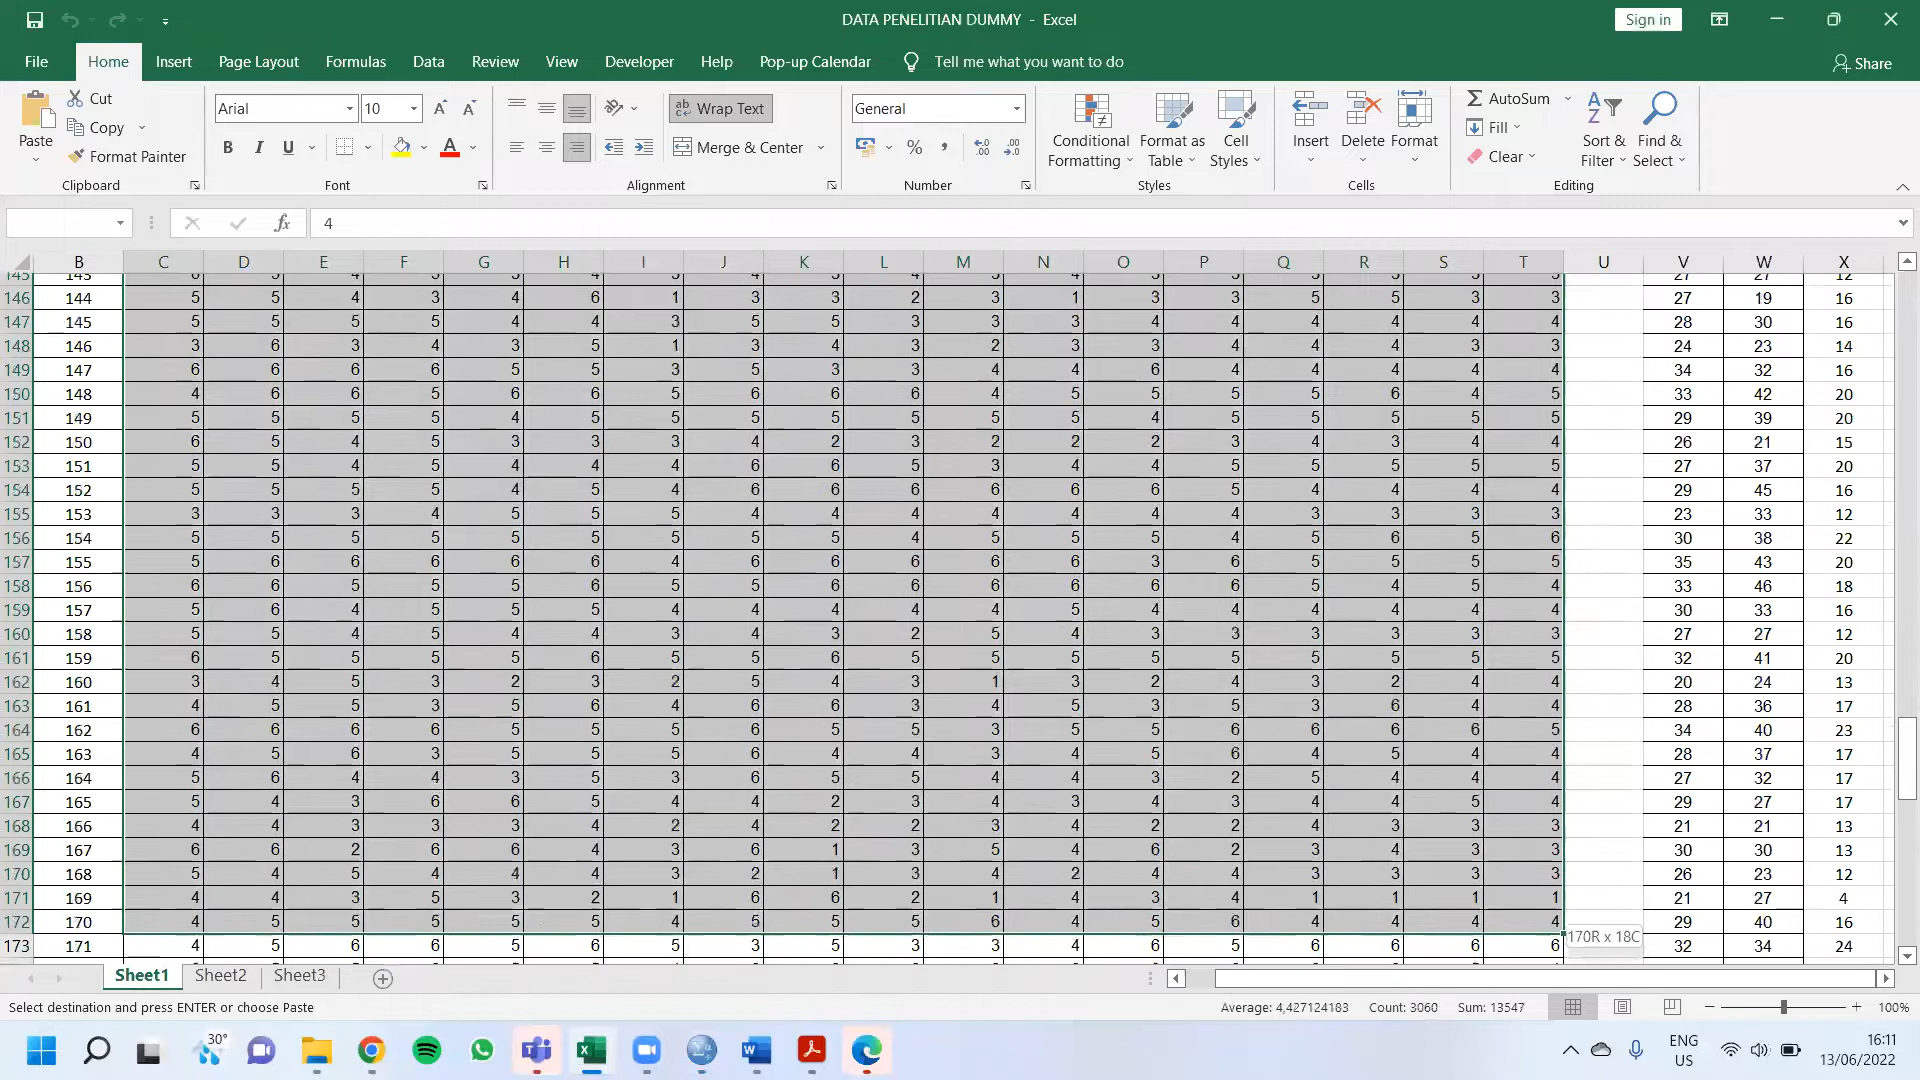 DATA PENELITIAN DUMMY - Excel
Sign in
File Home Insert Page Layout Formulas Data Review View Developer Help Pop-up Calendar Tell me what you want to do Share
Paste
Cut
Copy
Format Painter
Clipboard
Arial 10
B I U
Font
Wrap Text
Merge & Center
Alignment
General
Number
Conditional Formatting
Format as Table
Cell Styles
Styles
Insert Delete Format
Cells
AutoSum
Fill
Clear
Sort & Filter
Find & Select
Editing
fx 4
B C D E F G H I J K L M N O P Q R S T U V W X
146 144 5 5 4 3 4 6 1 3 3 2 3 1 3 3 5 5 3 3 27 19 16
147 145 5 5 5 5 4 4 3 5 5 3 3 3 4 4 4 4 4 4 28 30 16
148 146 3 6 3 4 3 5 1 3 4 3 2 3 3 4 4 4 3 3 24 23 14
149 147 6 6 6 6 5 5 3 5 3 3 4 4 6 4 4 4 4 4 34 32 16
150 148 4 6 6 5 6 6 5 6 6 6 4 5 5 5 5 6 4 5 33 42 20
151 149 5 5 5 5 4 5 5 5 5 5 5 5 4 5 5 5 5 5 29 39 20
152 150 6 5 4 5 3 3 3 4 2 3 2 2 2 3 4 3 4 4 26 21 15
153 151 5 5 4 5 4 4 4 6 6 5 3 4 4 5 5 5 5 5 27 37 20
154 152 5 5 5 5 4 5 4 6 6 6 6 6 6 5 4 4 4 4 29 45 16
155 153 3 3 3 4 5 5 5 4 4 4 4 4 4 4 3 3 3 3 23 33 12
156 154 5 5 5 5 5 5 5 5 5 4 5 5 5 4 5 6 5 6 30 38 22
157 155 5 6 6 6 6 6 4 6 6 6 6 6 3 6 5 5 5 5 35 43 20
158 156 6 6 5 5 5 6 5 5 6 6 6 6 6 6 5 4 5 4 33 46 18
159 157 5 6 4 5 5 5 4 4 4 4 4 5 4 4 4 4 4 4 30 33 16
160 158 5 5 4 5 4 4 3 4 3 2 5 4 3 3 3 3 3 3 27 27 12
161 159 6 5 5 5 5 6 5 5 6 5 5 5 5 5 5 5 5 5 32 41 20
162 160 3 4 5 3 2 3 2 5 4 3 1 3 2 4 3 2 4 4 20 24 13
163 161 4 5 5 3 5 6 4 6 6 3 4 5 3 5 3 6 4 4 28 36 17
164 162 6 6 6 6 5 5 5 6 5 5 3 5 5 6 6 6 6 5 34 40 23
165 163 4 5 6 3 5 5 5 6 4 4 3 4 5 6 4 5 4 4 28 37 17
166 164 5 6 4 4 3 5 3 6 5 5 4 4 3 2 5 4 4 4 27 32 17
167 165 5 4 3 6 6 5 4 4 2 3 4 3 4 3 4 4 5 4 29 27 17
168 166 4 4 3 3 3 4 2 4 2 2 3 4 2 2 4 3 3 3 21 21 13
169 167 6 6 2 6 6 4 3 6 1 3 5 4 6 2 3 4 3 3 30 30 13
170 168 5 4 5 4 4 4 3 2 1 3 4 2 4 4 3 3 3 3 26 23 12
171 169 4 4 3 5 3 2 1 6 6 2 1 4 3 4 1 1 1 1 21 27 4
172 170 4 5 5 5 5 5 4 5 5 5 6 4 5 6 4 4 4 4 29 40 16
170R x 18C
173 171 4 5 6 6 5 6 5 3 5 3 3 4 6 5 6 6 6 6 32 34 24
Sheet1 Sheet2 Sheet3
Select destination and press ENTER or choose Paste
Average: 4,427124183 Count: 3060 Sum: 13547
100%
30°
ENG
US
16:11
13/06/2022